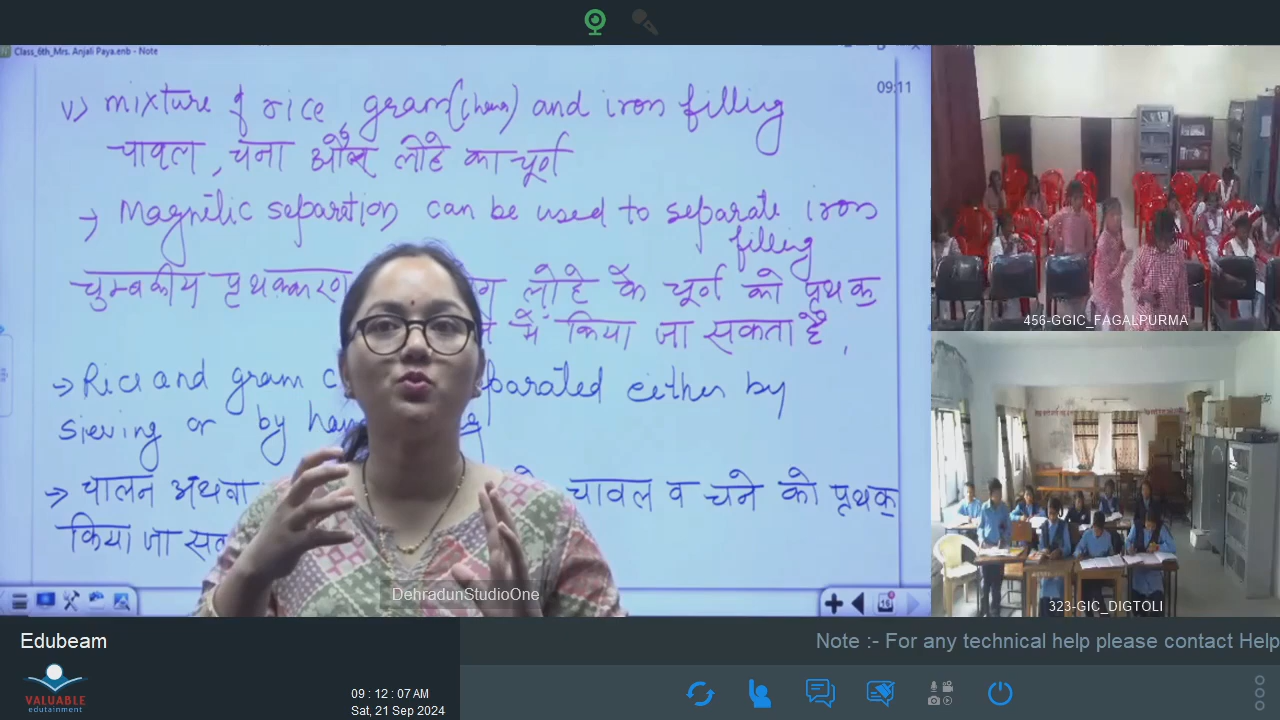 Class_6th_Mrs. Anjali Paya.enb - Note
09:11
v) mixture of rice gram (Chana) and iron filling
चावल, चना और लोहे का चूर्ण
→ Magnetic separation can be used to separate iron
filling
चुम्बकीय पृथक्करण लोहे के चूर्ण को पृथक्
में किया जा सकता है,
→ Rice and gram separated either by
sieving or by
→ चालन अथवा चावल व चने को पृथक्
किया जा
DehradunStudioOne
456-GGIC_FAGALPURMA
323-GIC_DIGTOLI
Edubeam
Note :- For any technical help please contact Help
VALUABLE
edutainment
09 : 12 : 07 AM
Sat, 21 Sep 2024